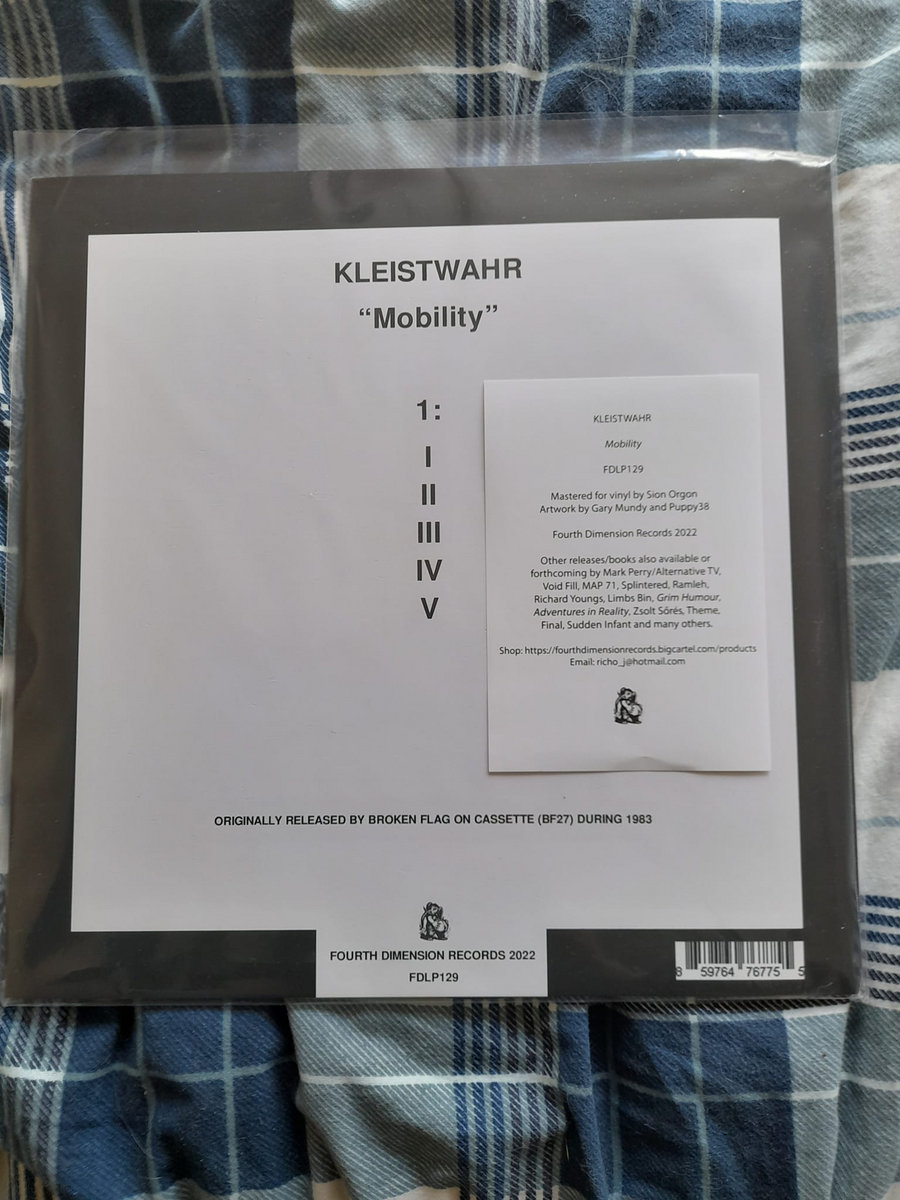 KLEISTWAHR
“Mobility”
1:
I
II
III
IV
V
KLEISTWAHR
Mobility
FDLP129
Mastered for vinyl by Sion Orgon
Artwork by Gary Mundy and Puppy38
Fourth Dimension Records 2022
Other releases/books also available or
forthcoming by Mark Perry/Alternative TV,
Void Fill, MAP 71, Splintered, Ramleh,
Richard Youngs, Limbs Bin, Grim Humour,
Adventures in Reality, Zsolt Sőrés, Theme,
Final, Sudden Infant and many others.
Shop: https://fourthdimensionrecords.bigcartel.com/products
Email: richo_j@hotmail.com
ORIGINALLY RELEASED BY BROKEN FLAG ON CASSETTE (BF27) DURING 1983
FOURTH DIMENSION RECORDS 2022
FDLP129
8 59764 76775 5